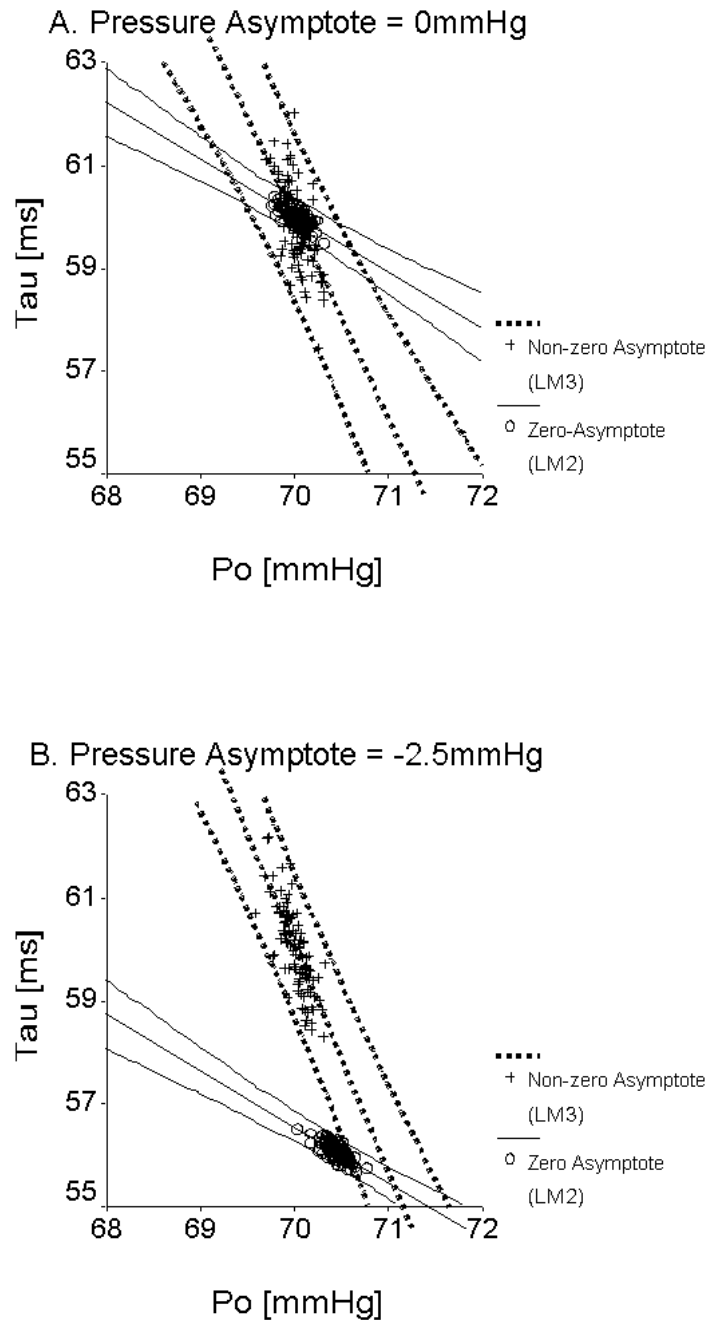 A. Pressure Asymptote = 0mmHg
63
61
59
57
55
Tau [ms]
68 69 70 71 72
Po [mmHg]
+ Non-zero Asymptote
(LM3)
o Zero-Asymptote
(LM2)
B. Pressure Asymptote = -2.5mmHg
63
61
59
57
55
Tau [ms]
68 69 70 71 72
Po [mmHg]
+ Non-zero Asymptote
(LM3)
o Zero Asymptote
(LM2)